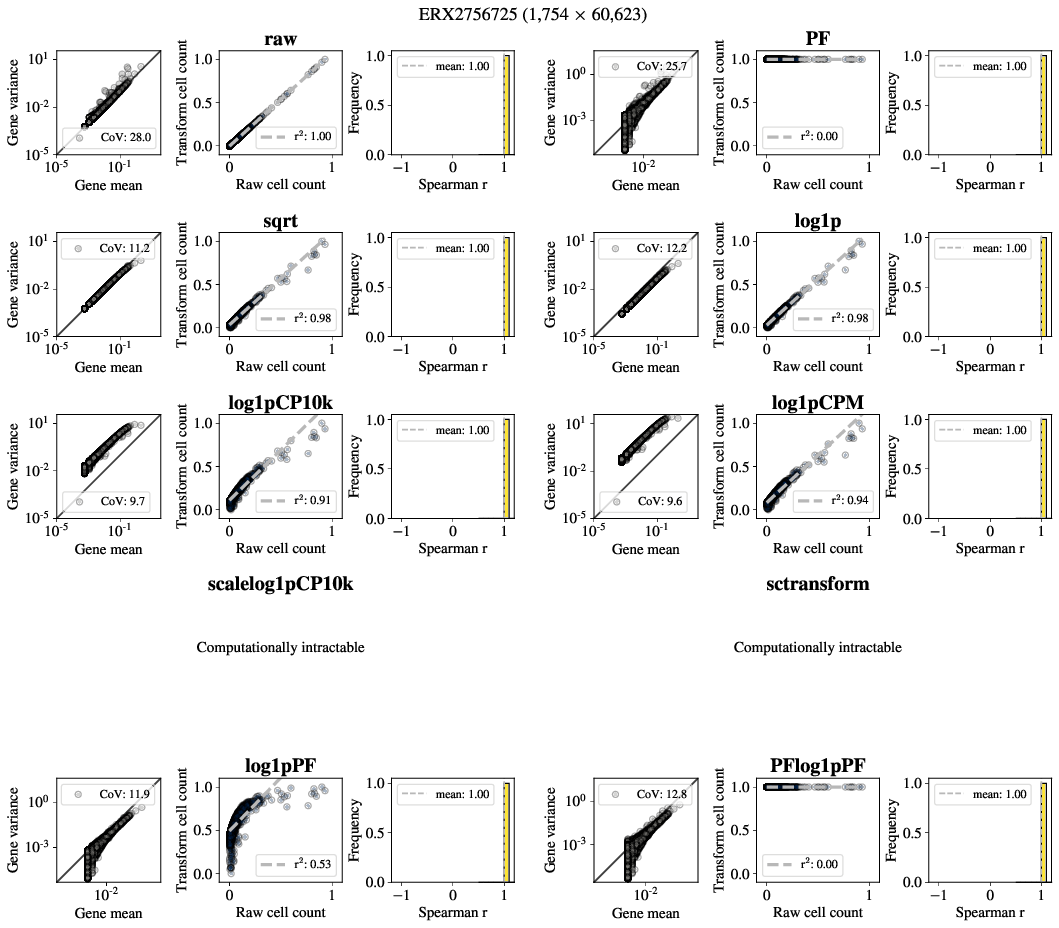 ERX2756725 (1,754 × 60,623)
raw
Gene variance
10^1
10^-2
10^-5
10^-5
10^-1
Gene mean
CoV: 28.0
Transform cell count
1.0
0.5
0.0
0
1
Raw cell count
r²: 1.00
Frequency
1.0
0.5
0.0
−1
0
1
Spearman r
mean: 1.00
PF
Gene variance
10^0
10^-3
10^-2
Gene mean
CoV: 25.7
Transform cell count
1.0
0.5
0.0
0
1
Raw cell count
r²: 0.00
Frequency
1.0
0.5
0.0
−1
0
1
Spearman r
mean: 1.00
sqrt
Gene variance
10^1
10^-2
10^-5
10^-5
10^-1
Gene mean
CoV: 11.2
Transform cell count
1.0
0.5
0.0
0
1
Raw cell count
r²: 0.98
Frequency
1.0
0.5
0.0
−1
0
1
Spearman r
mean: 1.00
log1p
Gene variance
10^1
10^-2
10^-5
10^-5
10^-1
Gene mean
CoV: 12.2
Transform cell count
1.0
0.5
0.0
0
1
Raw cell count
r²: 0.98
Frequency
1.0
0.5
0.0
−1
0
1
Spearman r
mean: 1.00
log1pCP10k
Gene variance
10^1
10^-2
10^-5
10^-5
10^-1
Gene mean
CoV: 9.7
Transform cell count
1.0
0.5
0.0
0
1
Raw cell count
r²: 0.91
Frequency
1.0
0.5
0.0
−1
0
1
Spearman r
mean: 1.00
log1pCPM
Gene variance
10^1
10^-2
10^-5
10^-5
10^-1
Gene mean
CoV: 9.6
Transform cell count
1.0
0.5
0.0
0
1
Raw cell count
r²: 0.94
Frequency
1.0
0.5
0.0
−1
0
1
Spearman r
mean: 1.00
scalelog1pCP10k
Computationally intractable
sctransform
Computationally intractable
log1pPF
Gene variance
10^0
10^-3
10^-2
Gene mean
CoV: 11.9
Transform cell count
1.0
0.5
0.0
0
1
Raw cell count
r²: 0.53
Frequency
1.0
0.5
0.0
−1
0
1
Spearman r
mean: 1.00
PFlog1pPF
Gene variance
10^0
10^-3
10^-2
Gene mean
CoV: 12.8
Transform cell count
1.0
0.5
0.0
0
1
Raw cell count
r²: 0.00
Frequency
1.0
0.5
0.0
−1
0
1
Spearman r
mean: 1.00